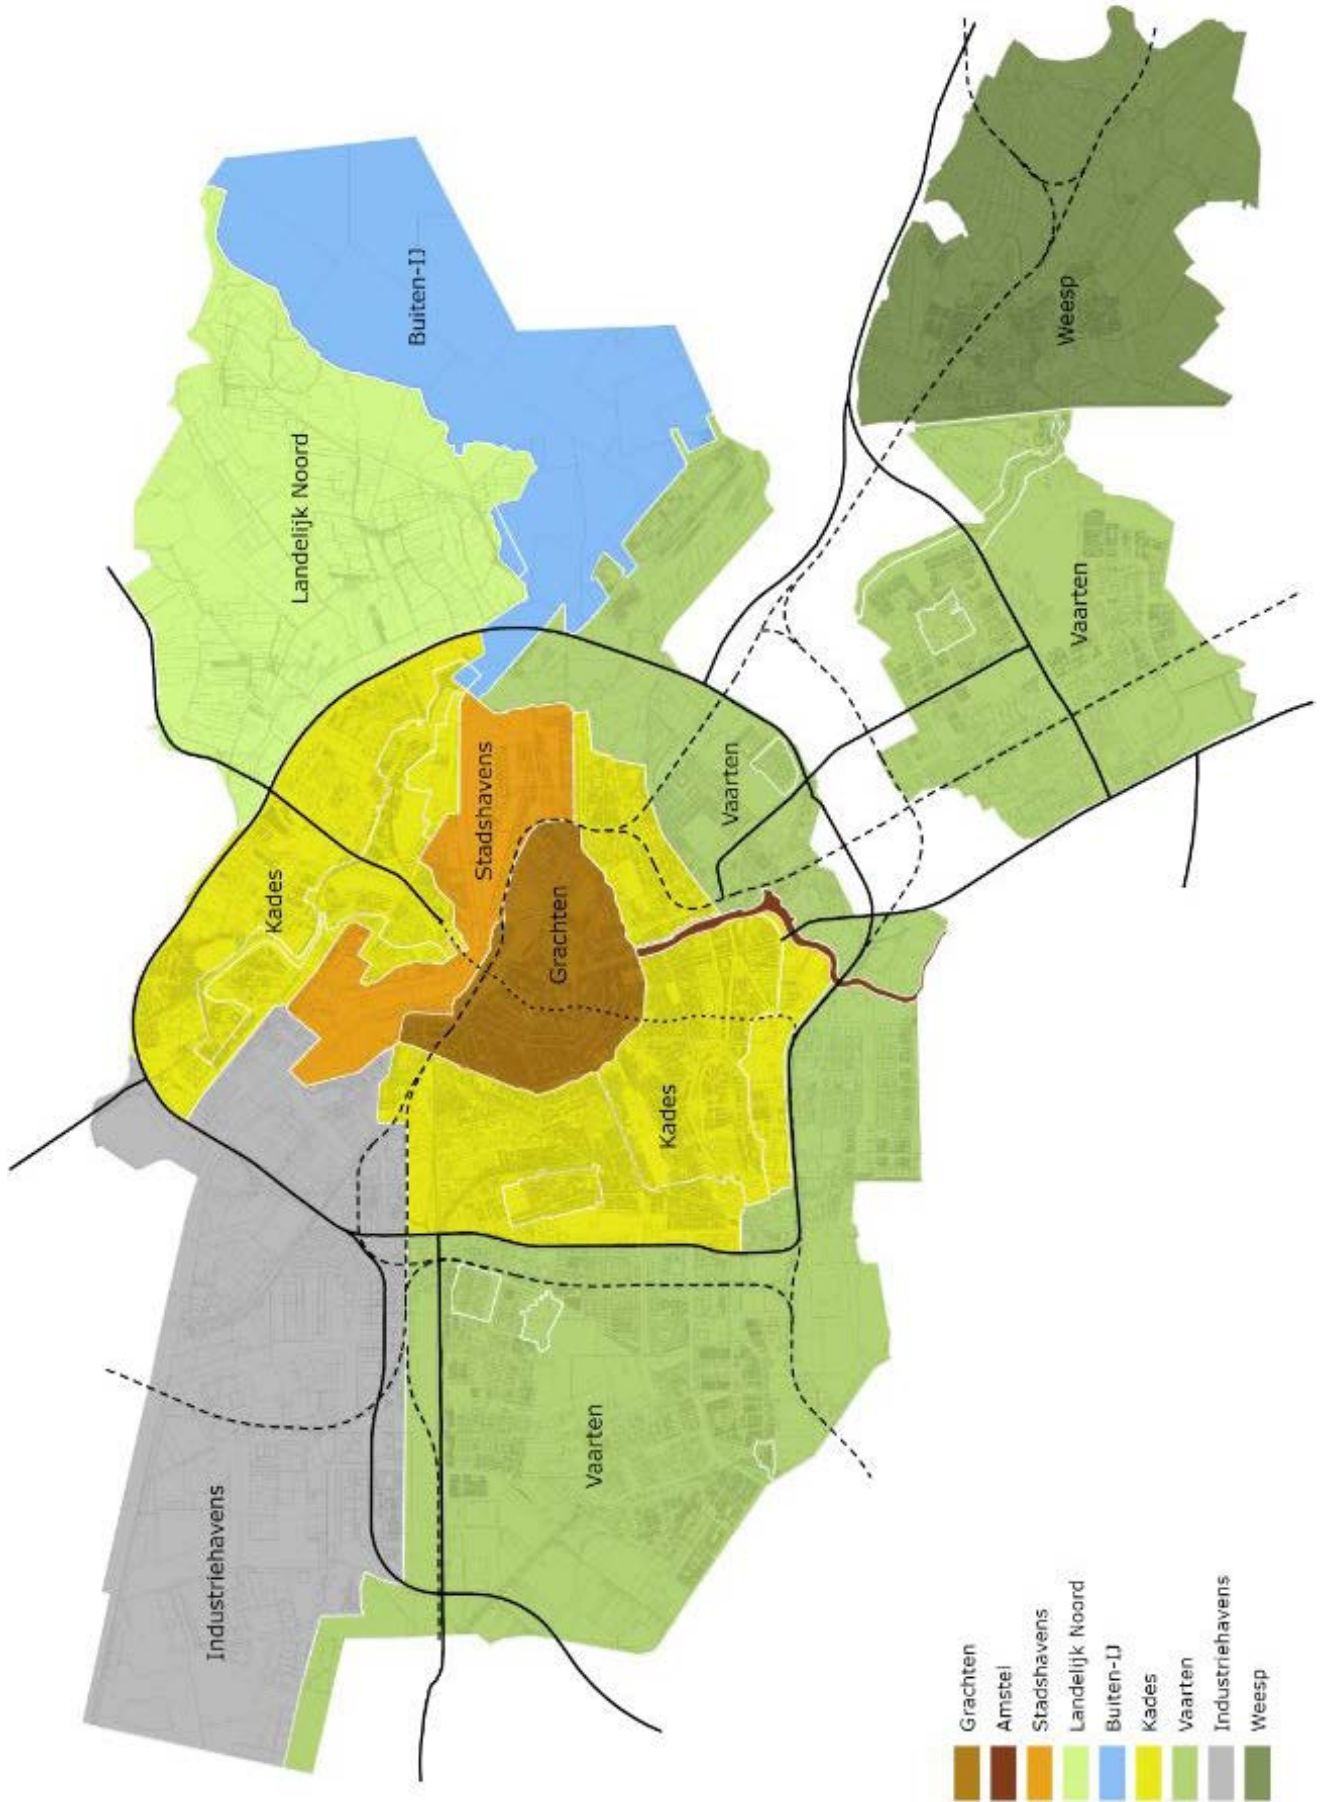 Industriehavens
Kades
Landelijk Noord
Buiten-IJ
Stadshavens
Grachten
Kades
Vaarten
Vaarten
Vaarten
Weesp
Grachten
Amstel
Stadshavens
Landelijk Noord
Buiten-IJ
Kades
Vaarten
Industriehavens
Weesp